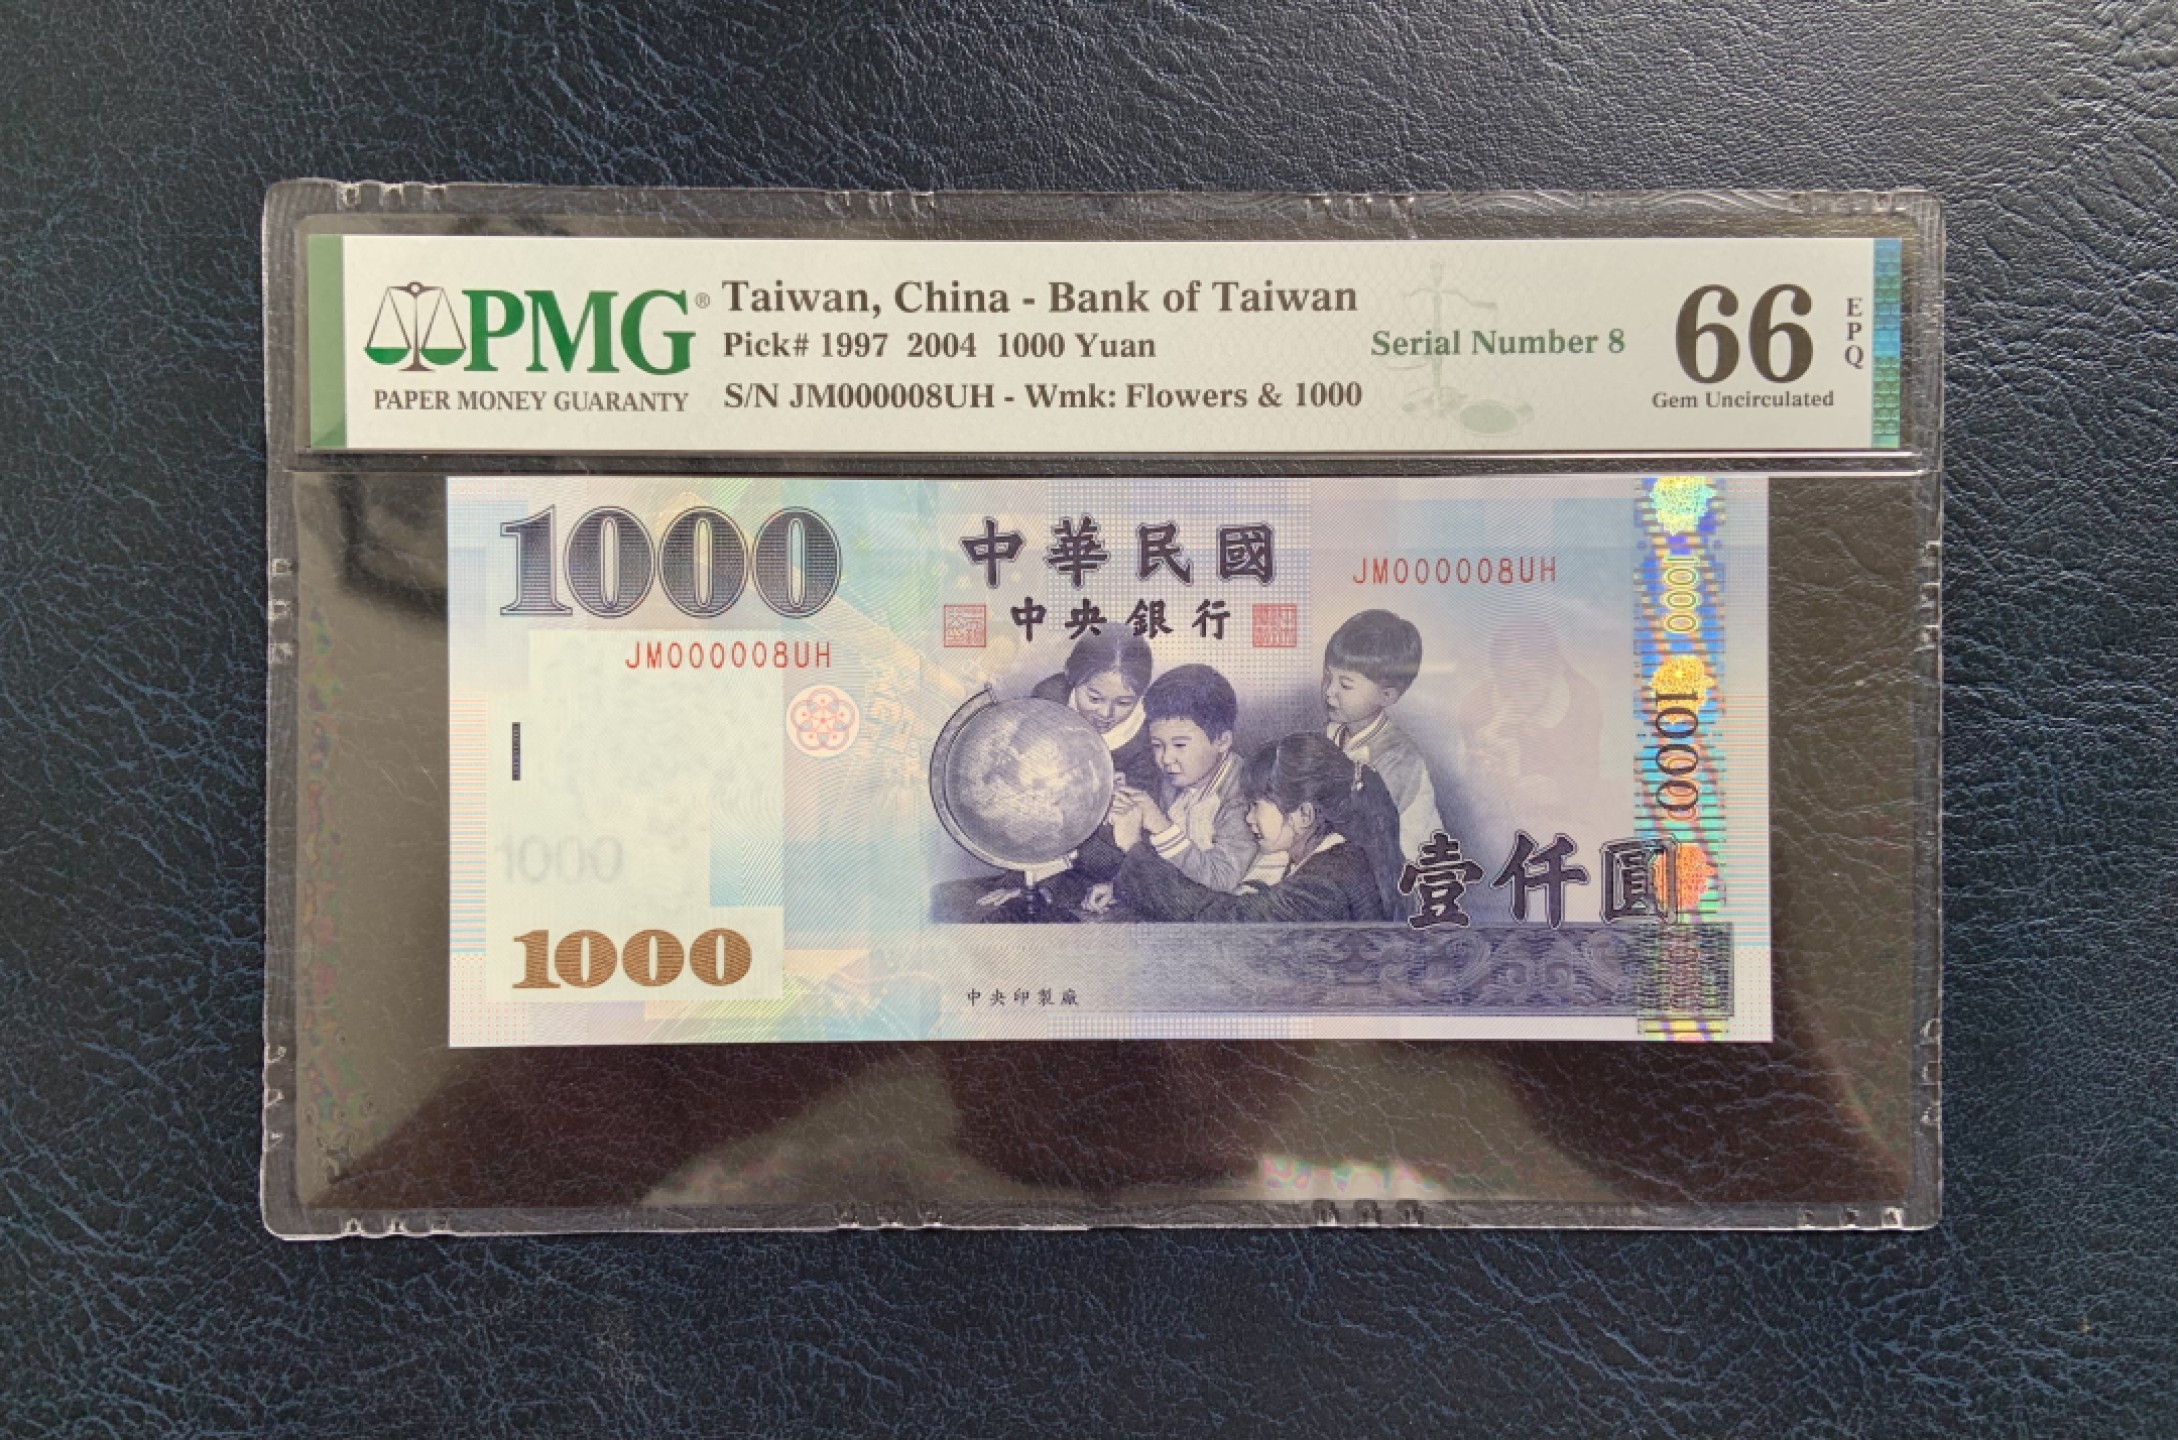 PMG®
PAPER MONEY GUARANTY
Taiwan, China - Bank of Taiwan
Pick# 1997 2004 1000 Yuan
S/N JM000008UH - Wmk: Flowers & 1000
Serial Number 8
66
EPQ
Gem Uncirculated
1000
中華民國
JM000008UH
中央銀行
JM000008UH
1000
1000
1000
壹仟圓
1000
中央印製廠